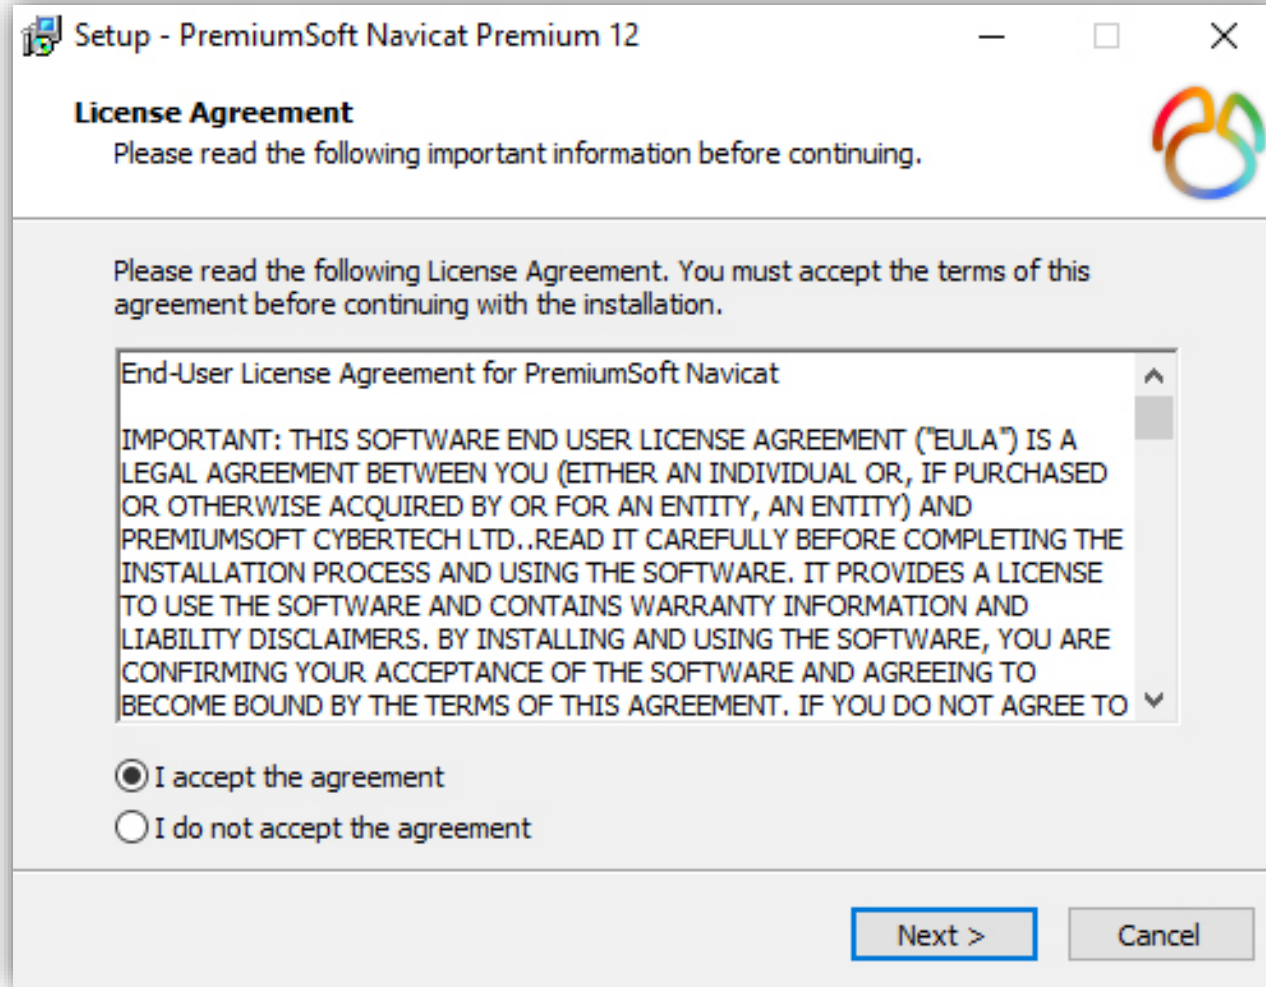 Setup - PremiumSoft Navicat Premium 12
License Agreement
Please read the following important information before continuing.
Please read the following License Agreement. You must accept the terms of this
agreement before continuing with the installation.
End-User License Agreement for PremiumSoft Navicat
IMPORTANT: THIS SOFTWARE END USER LICENSE AGREEMENT ("EULA") IS A
LEGAL AGREEMENT BETWEEN YOU (EITHER AN INDIVIDUAL OR, IF PURCHASED
OR OTHERWISE ACQUIRED BY OR FOR AN ENTITY, AN ENTITY) AND
PREMIUMSOFT CYBERTECH LTD..READ IT CAREFULLY BEFORE COMPLETING THE
INSTALLATION PROCESS AND USING THE SOFTWARE. IT PROVIDES A LICENSE
TO USE THE SOFTWARE AND CONTAINS WARRANTY INFORMATION AND
LIABILITY DISCLAIMERS. BY INSTALLING AND USING THE SOFTWARE, YOU ARE
CONFIRMING YOUR ACCEPTANCE OF THE SOFTWARE AND AGREEING TO
BECOME BOUND BY THE TERMS OF THIS AGREEMENT. IF YOU DO NOT AGREE TO
I accept the agreement
I do not accept the agreement
Next >
Cancel